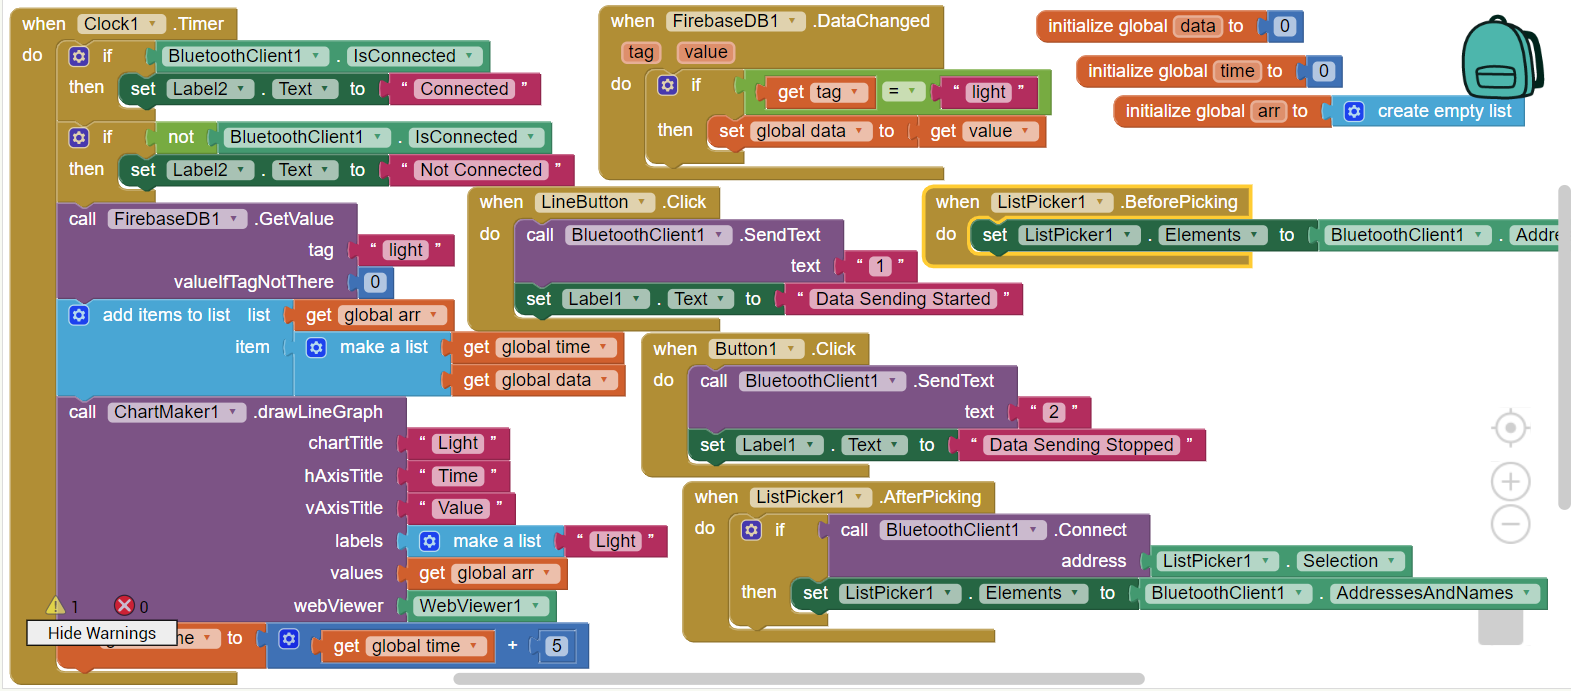 when Clock1 .Timer
do if BluetoothClient1 . IsConnected
then set Label2 . Text to “ Connected ”
if not BluetoothClient1 . IsConnected
then set Label2 . Text to “ Not Connected ”
call FirebaseDB1 .GetValue
tag “ light ”
valueIfTagNotThere 0
add items to list list get global arr
item make a list get global time
get global data
call ChartMaker1 .drawLineGraph
chartTitle “ Light ”
hAxisTitle “ Time ”
vAxisTitle “ Value ”
labels make a list “ Light ”
values get global arr
webViewer WebViewer1
to get global time + 5
1 0
Hide Warnings
when FirebaseDB1 .DataChanged
tag value
do if get tag = “ light ”
then set global data to get value
when LineButton .Click
do call BluetoothClient1 .SendText
text “ 1 ”
set Label1 . Text to “ Data Sending Started ”
when Button1 .Click
do call BluetoothClient1 .SendText
text “ 2 ”
set Label1 . Text to “ Data Sending Stopped ”
when ListPicker1 .AfterPicking
do if call BluetoothClient1 .Connect
address ListPicker1 . Selection
then set ListPicker1 . Elements to BluetoothClient1 . AddressesAndNames
initialize global data to 0
initialize global time to 0
initialize global arr to create empty list
when ListPicker1 .BeforePicking
do set ListPicker1 . Elements to BluetoothClient1 .